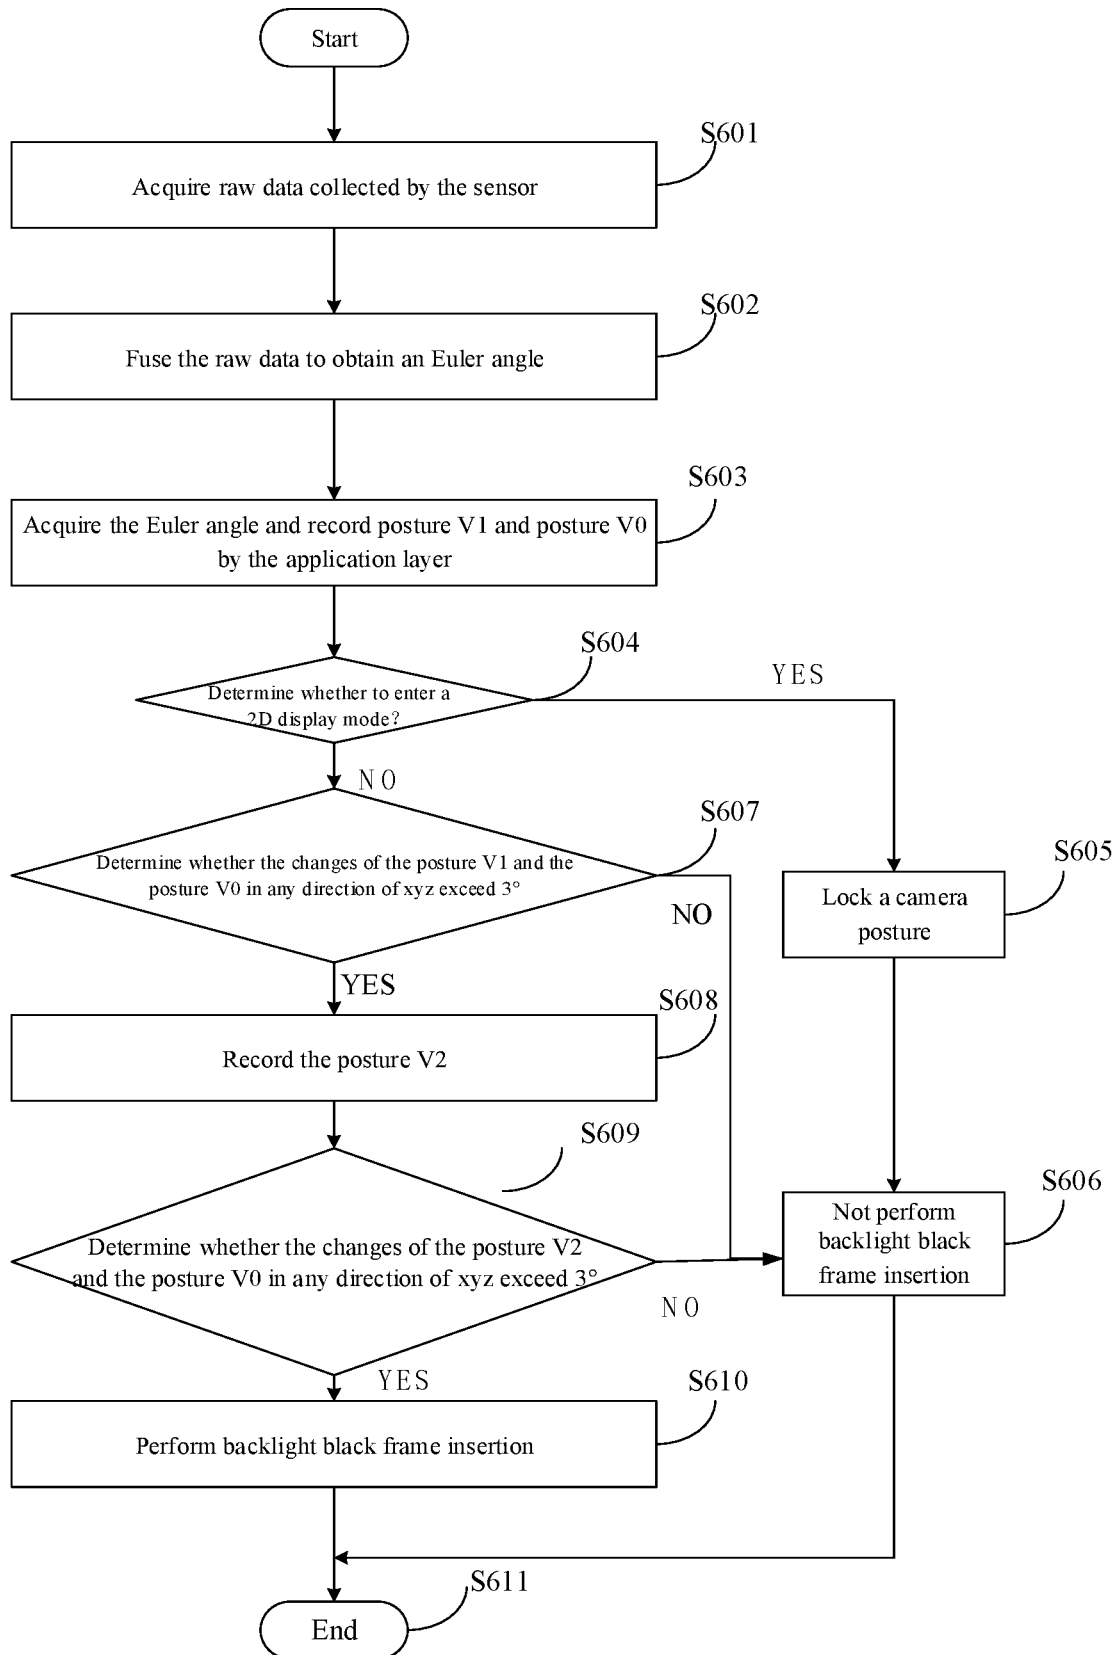 Start
S601
Acquire raw data collected by the sensor
S602
Fuse the raw data to obtain an Euler angle
S603
Acquire the Euler angle and record posture V1 and posture V0
by the application layer
S604
YES
Determine whether to enter a
2D display mode?
NO
S607
Determine whether the changes of the posture V1 and the
posture V0 in any direction of xyz exceed 3°
NO
S605
Lock a camera
posture
YES
S608
Record the posture V2
S609
Determine whether the changes of the posture V2
and the posture V0 in any direction of xyz exceed 3°
NO
S606
Not perform
backlight black
frame insertion
YES
S610
Perform backlight black frame insertion
S611
End